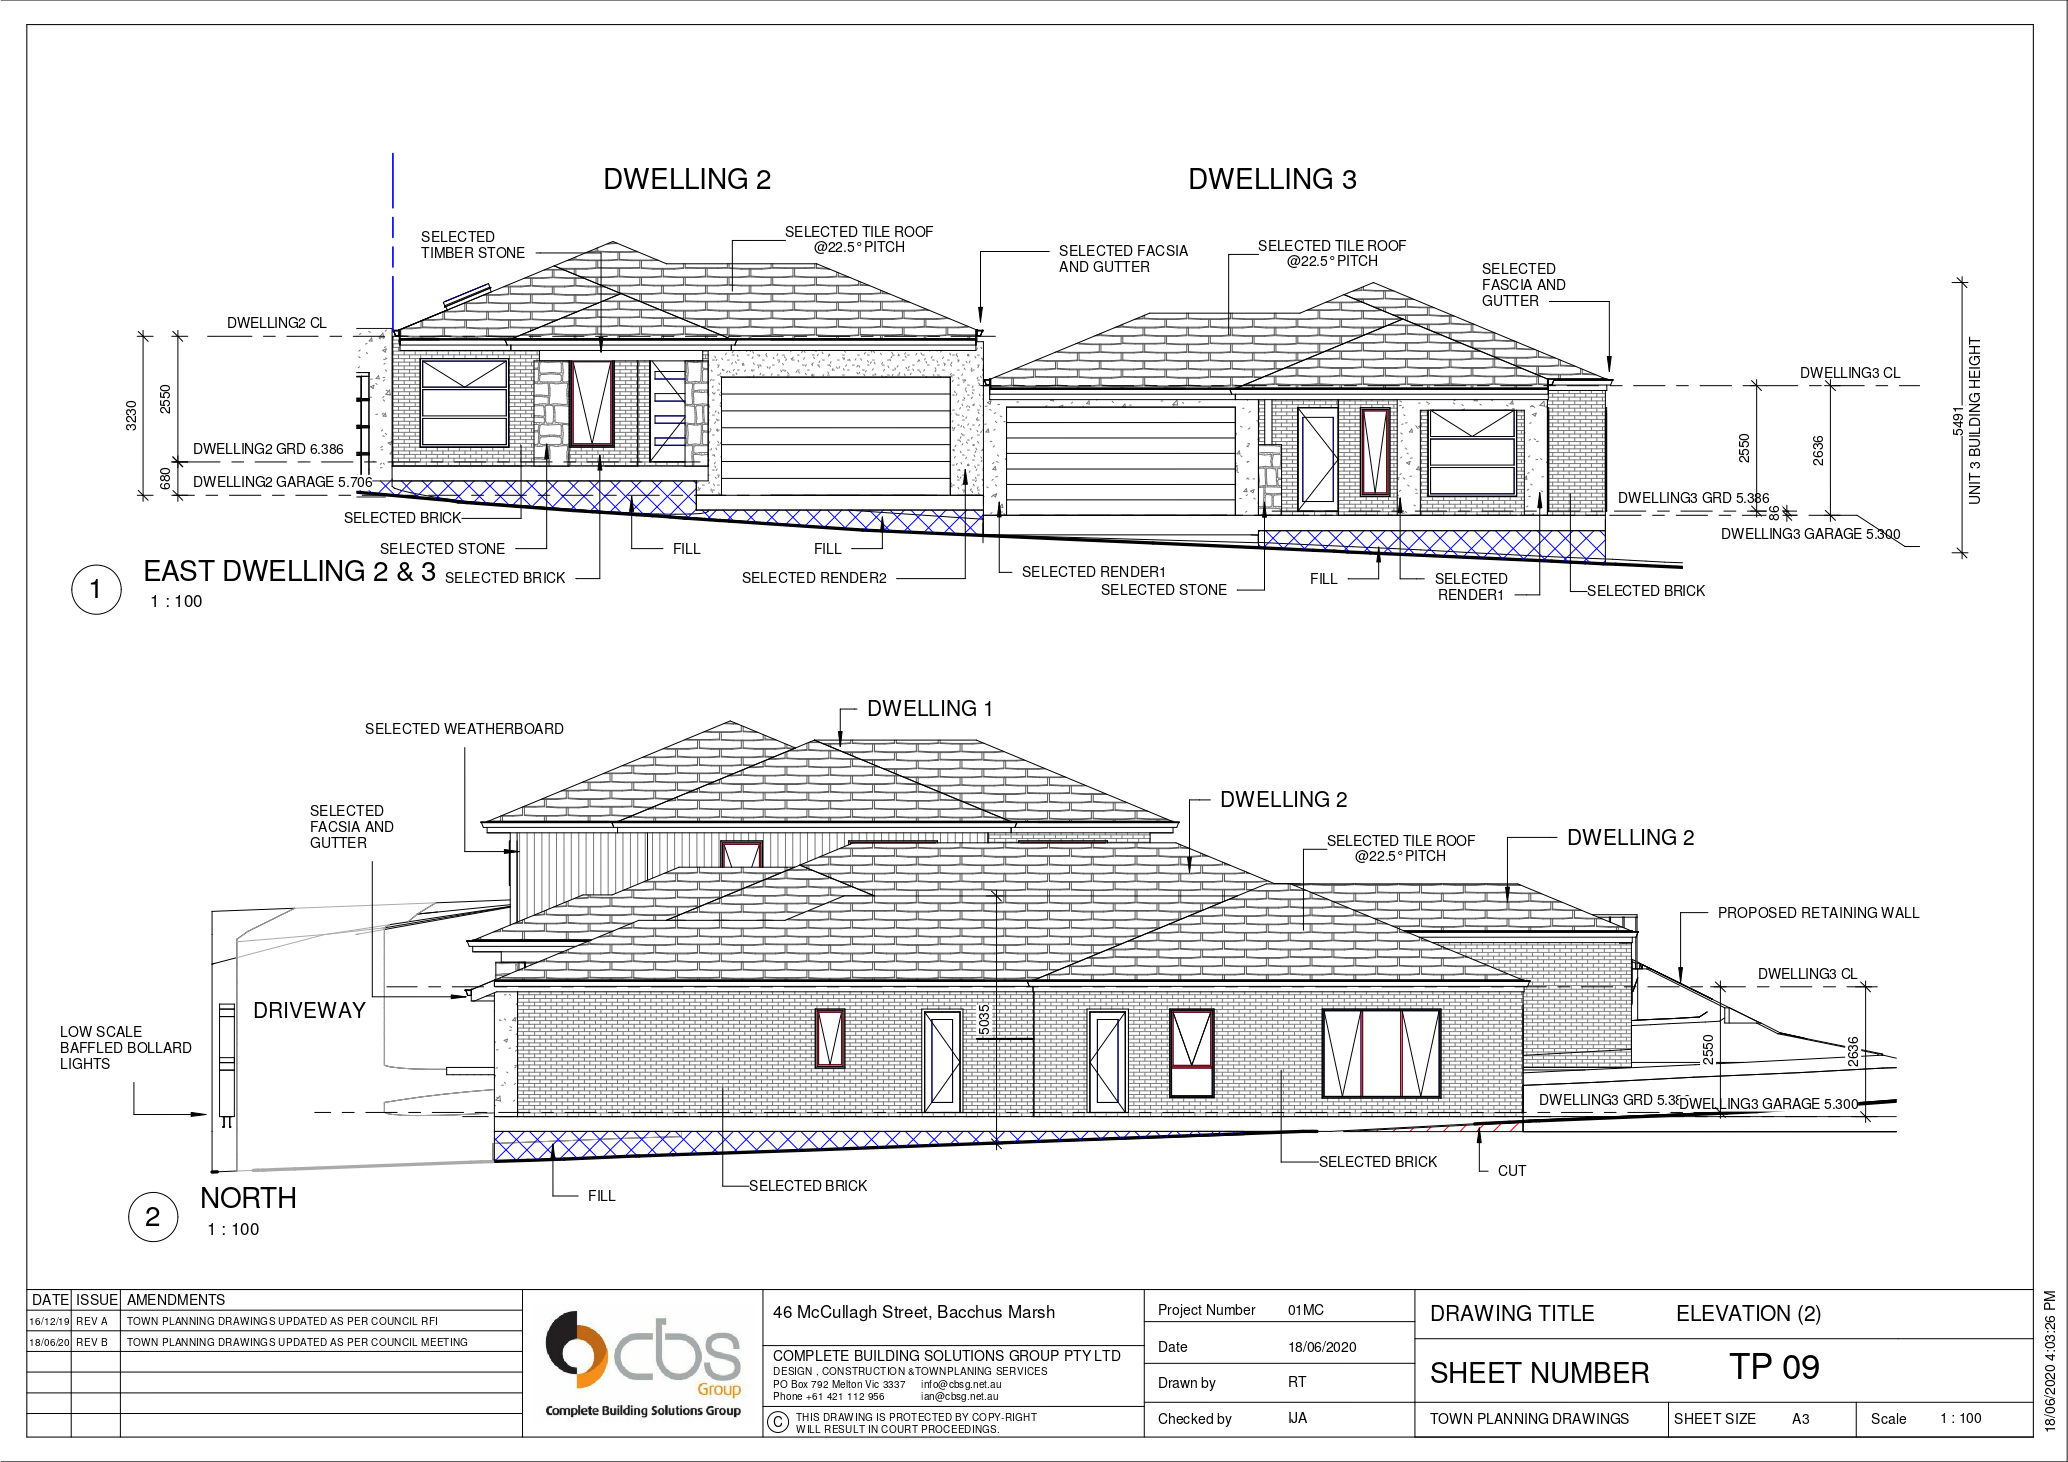 DWELLING 2
DWELLING 3
SELECTED
TIMBER STONE
SELECTED TILE ROOF
@22.5° PITCH
SELECTED FACSIA
AND GUTTER
SELECTED TILE ROOF
@22.5° PITCH
SELECTED
FASCIA AND
GUTTER
DWELLING2 CL
DWELLING3 CL
3230
2550
680
DWELLING2 GRD 6.386
DWELLING2 GARAGE 5.706
2550
2636
86
5491
UNIT 3 BUILDING HEIGHT
DWELLING3 GRD 5.386
DWELLING3 GARAGE 5.300
SELECTED BRICK
SELECTED STONE
SELECTED BRICK
FILL
FILL
SELECTED RENDER2
SELECTED RENDER1
SELECTED STONE
FILL
SELECTED
RENDER1
SELECTED BRICK
1
EAST DWELLING 2 & 3
1 : 100
DWELLING 1
SELECTED WEATHERBOARD
DWELLING 2
SELECTED
FACSIA AND
GUTTER
SELECTED TILE ROOF
@22.5° PITCH
DWELLING 2
PROPOSED RETAINING WALL
DWELLING3 CL
DRIVEWAY
5035
2550
2636
LOW SCALE
BAFFLED BOLLARD
LIGHTS
DWELLING3 GRD 5.38
DWELLING3 GARAGE 5.300
SELECTED BRICK
CUT
SELECTED BRICK
FILL
2
NORTH
1 : 100
DATE ISSUE AMENDMENTS
16/12/19 REV A TOWN PLANNING DRAWINGS UPDATED AS PER COUNCIL RFI
18/06/20 REV B TOWN PLANNING DRAWINGS UPDATED AS PER COUNCIL MEETING
cbs
Group
Complete Building Solutions Group
46 McCullagh Street, Bacchus Marsh
COMPLETE BUILDING SOLUTIONS GROUP PTY LTD
DESIGN , CONSTRUCTION &TOWNPLANING SERVICES
PO Box 792 Melton Vic 3337 info@cbsg.net.au
Phone +61 421 112 956 ian@cbsg.net.au
C THIS DRAWING IS PROTECTED BY COPY-RIGHT
WILL RESULT IN COURT PROCEEDINGS.
Project Number 01MC
Date 18/06/2020
Drawn by RT
Checked by IJA
DRAWING TITLE ELEVATION (2)
SHEET NUMBER TP 09
TOWN PLANNING DRAWINGS SHEET SIZE A3 Scale 1 : 100
18/06/2020 4:03:26 PM